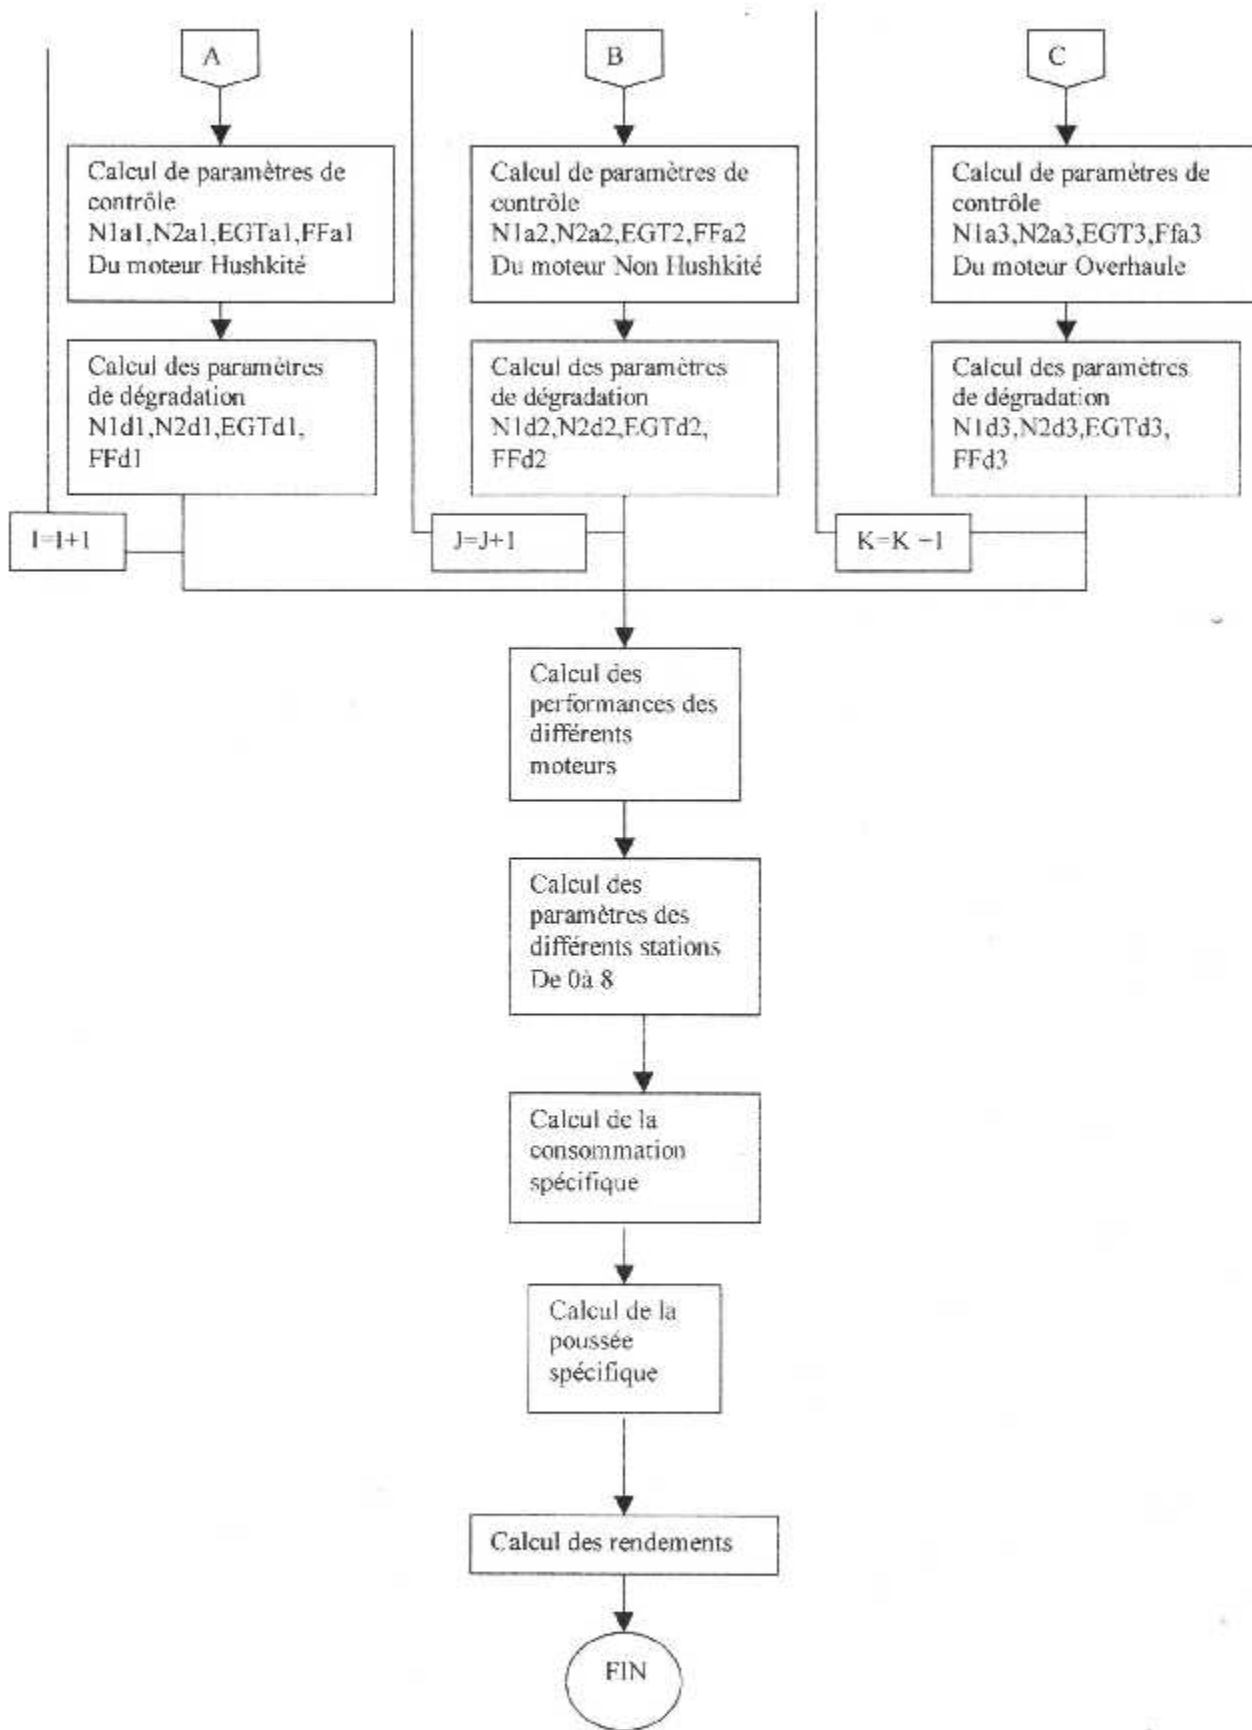 A
B
C
Calcul de paramètres de
contrôle
N1a1,N2a1,EGTa1,FFa1
Du moteur Hushkité
Calcul de paramètres de
contrôle
N1a2,N2a2,EGT2,FFa2
Du moteur Non Hushkité
Calcul de paramètres de
contrôle
N1a3,N2a3,EGT3,Ffa3
Du moteur Overhaule
Calcul des paramètres
de dégradation
N1d1,N2d1,EGTd1,
FFd1
Calcul des paramètres
de dégradation
N1d2,N2d2,EGTd2,
FFd2
Calcul des paramètres
de dégradation
N1d3,N2d3,EGTd3,
FFd3
I=I+1
J=J+1
K=K +1
Calcul des
performances des
différents
moteurs
Calcul des
paramètres des
différents stations
De 0à 8
Calcul de la
consommation
spécifique
Calcul de la
poussée
spécifique
Calcul des rendements
FIN